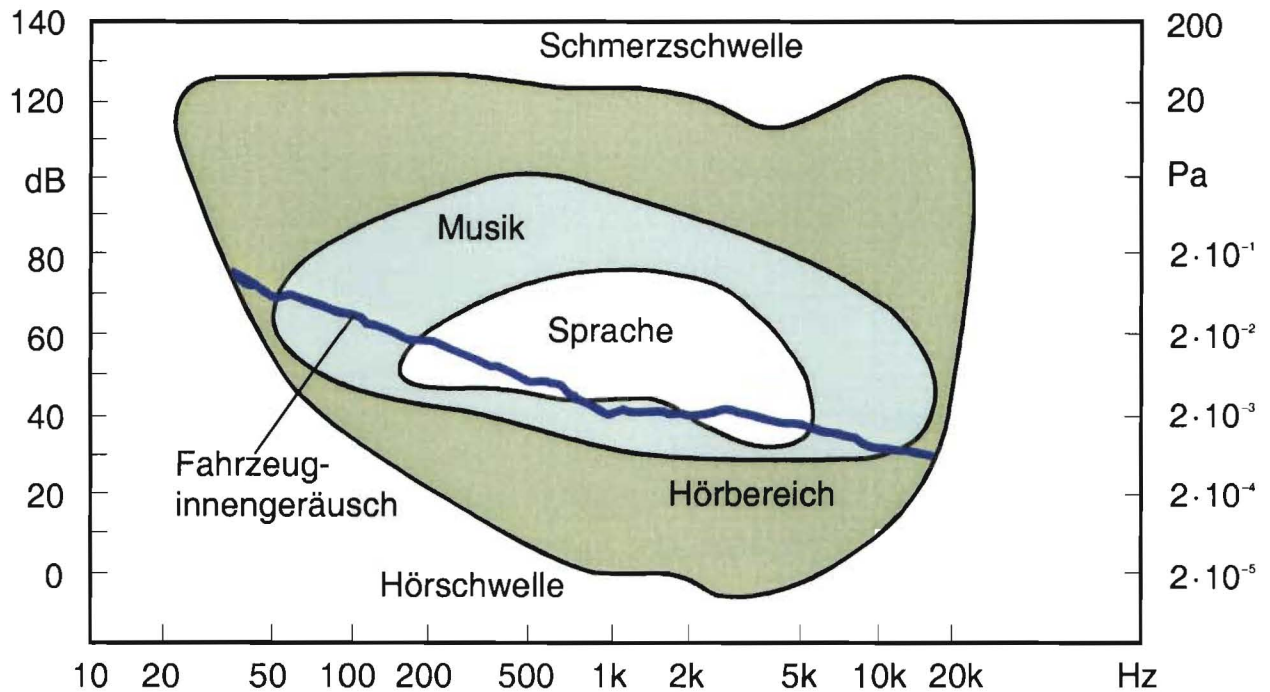 140
120
dB
80
60
40
20
0
Schmerzschwelle
Musik
Sprache
Fahrzeug-
innengeräusch
Hörbereich
Hörschwelle
200
20
Pa
2·10⁻¹
2·10⁻²
2·10⁻³
2·10⁻⁴
2·10⁻⁵
10 20 50 100 200 500 1k 2k 5k 10k 20k Hz